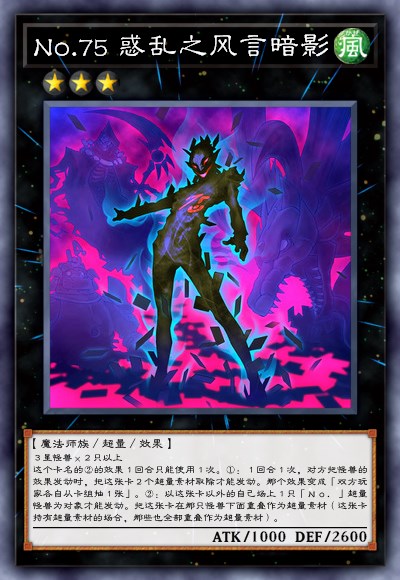 No.75 惑乱之风言暗影
風
【魔法师族／超量／效果】
３星怪兽×２只以上
这个卡名的②的效果１回合只能使用１次。①：１回合１次，对方把怪兽的
效果发动时，把这张卡２个超量素材取除才能发动。那个效果变成「双方玩
家各自从卡组抽１张」。②：以这张卡以外的自己场上１只「Ｎｏ．」超量
怪兽为对象才能发动。把这张卡在那只怪兽下面重叠作为超量素材（这张卡
持有超量素材的场合，那些也全部重叠作为超量素材）。
ATK/1000 DEF/2600